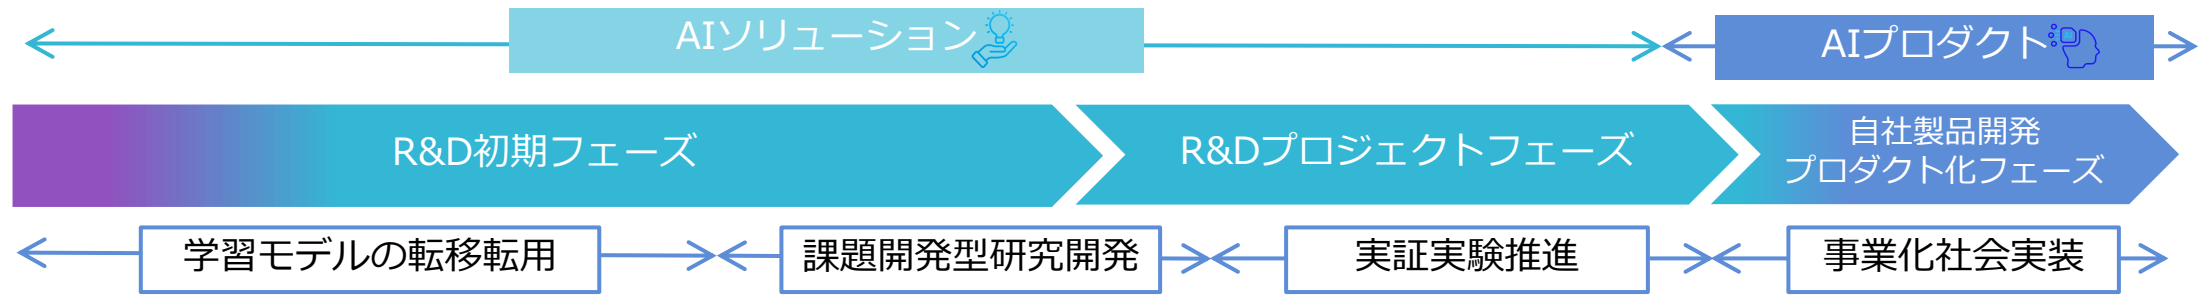 AIソリューション
AIプロダクト
R&D初期フェーズ
R&Dプロジェクトフェーズ
自社製品開発
プロダクト化フェーズ
学習モデルの転移転用
課題開発型研究開発
実証実験推進
事業化社会実装